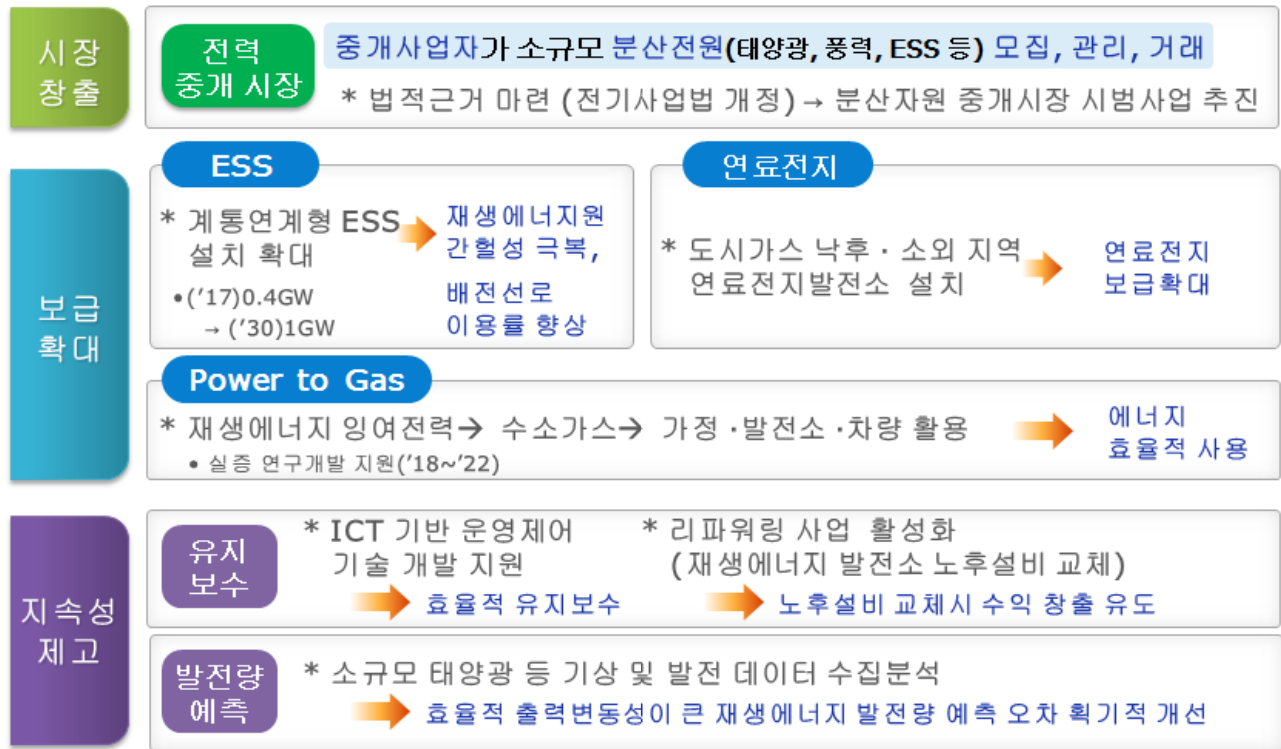 시장
창출
전력
중개 시장
중개사업자가 소규모 분산전원(태양광, 풍력, ESS 등) 모집, 관리, 거래
* 법적근거 마련 (전기사업법 개정) → 분산자원 중개시장 시범사업 추진
보급
확대
ESS
* 계통연계형 ESS
설치 확대
•('17)0.4GW
→ ('30)1GW
재생에너지원
간헐성 극복,
배전선로
이용률 향상
연료전지
* 도시가스 낙후 · 소외 지역
연료전지발전소 설치
연료전지
보급확대
Power to Gas
* 재생에너지 잉여전력→ 수소가스→ 가정 ·발전소 ·차량 활용
• 실증 연구개발 지원('18~'22)
에너지
효율적 사용
지속성
제고
유지
보수
* ICT 기반 운영제어
기술 개발 지원
효율적 유지보수
* 리파워링 사업 활성화
(재생에너지 발전소 노후설비 교체)
노후설비 교체시 수익 창출 유도
발전량
예측
* 소규모 태양광 등 기상 및 발전 데이터 수집분석
효율적 출력변동성이 큰 재생에너지 발전량 예측 오차 획기적 개선